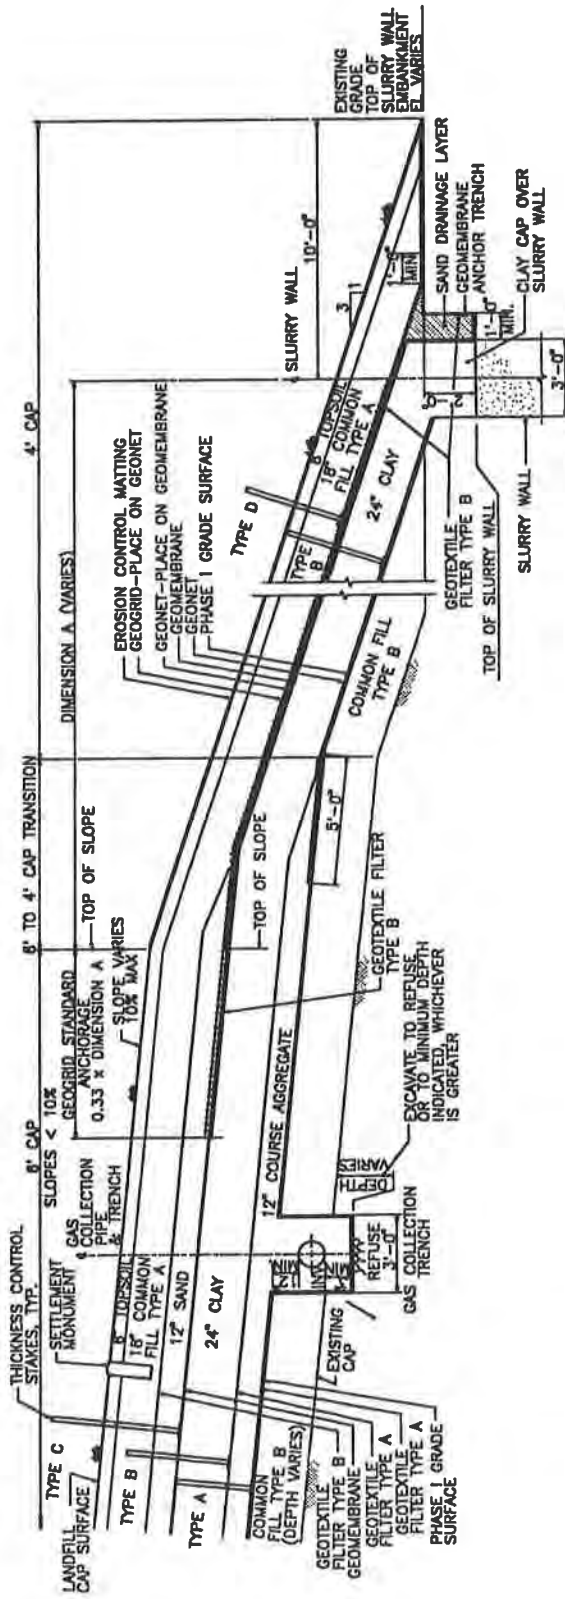 THICKNESS CONTROL
STAKES, TYP.
TYPE C
LANDFILL
CAP SURFACE
SETTLEMENT
MONUMENT
6' CAP
SLOPES < 10%
GEOGRID STANDARD
ANCHORAGE
0.33 X DIMENSION A
GAS
COLLECTION
PIPE
& TRENCH
SLOPE VARIES
10% MAX
6' TO 4' CAP TRANSITION
TOP OF SLOPE
DIMENSION A (VARIES)
4' CAP
EROSION CONTROL MATTING
GEOGRID-PLACE ON GEONET
GEONET-PLACE ON GEOMEMBRANE
GEOMEMBRANE
GEONET
PHASE I GRADE SURFACE
TYPE D
SLURRY WALL
10'-0"
3
1
EXISTING
GRADE
TOP OF
SLURRY WALL
EMBANKMENT
EL VARIES
6" TOPSOIL
18" COMMON
FILL TYPE A
12" SAND
24" CLAY
TYPE B
TYPE A
COMMON
FILL TYPE B
(DEPTH VARIES)
GEOTEXTILE
FILTER TYPE B
GEOMEMBRANE
GEOTEXTILE
FILTER TYPE A
GEOTEXTILE
FILTER TYPE A
PHASE I GRADE
SURFACE
EXISTING
CAP
MIN
MIN
REFUSE
3'-0"
GAS COLLECTION
TRENCH
DEPTH
VARIES
12" COURSE AGGREGATE
EXCAVATE TO REFUSE
OR TO MINIMUM DEPTH
INDICATED, WHICHEVER
IS GREATER
TOP OF SLOPE
GEOTEXTILE FILTER
TYPE B
5'-0"
COMMON FILL
TYPE B
TYPE
B
6" TOPSOIL
18" COMMON
FILL TYPE A
24" CLAY
1'-6"
MIN
GEOTEXTILE
FILTER TYPE B
TOP OF SLURRY WALL
SLURRY WALL
2'-0"
1'-0"
MIN.
3'-0"
SAND DRAINAGE LAYER
GEOMEMBRANE
ANCHOR TRENCH
CLAY CAP OVER
SLURRY WALL